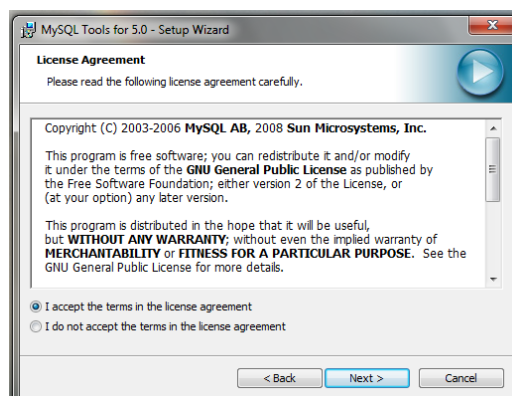 MySQL Tools for 5.0 - Setup Wizard
License Agreement
Please read the following license agreement carefully.
Copyright (C) 2003-2006 MySQL AB, 2008 Sun Microsystems, Inc.
This program is free software; you can redistribute it and/or modify
it under the terms of the GNU General Public License as published by
the Free Software Foundation; either version 2 of the License, or
(at your option) any later version.
This program is distributed in the hope that it will be useful,
but WITHOUT ANY WARRANTY; without even the implied warranty of
MERCHANTABILITY or FITNESS FOR A PARTICULAR PURPOSE. See the
GNU General Public License for more details.
I accept the terms in the license agreement
I do not accept the terms in the license agreement
< Back Next > Cancel